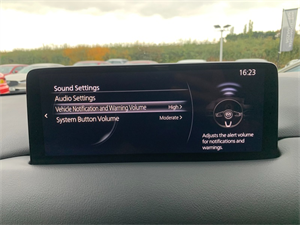 16:23
Sound Settings
Audio Settings
Vehicle Notification and Warning Volume High
System Button Volume Moderate
Adjusts the alert volume
for notifications and
warnings.